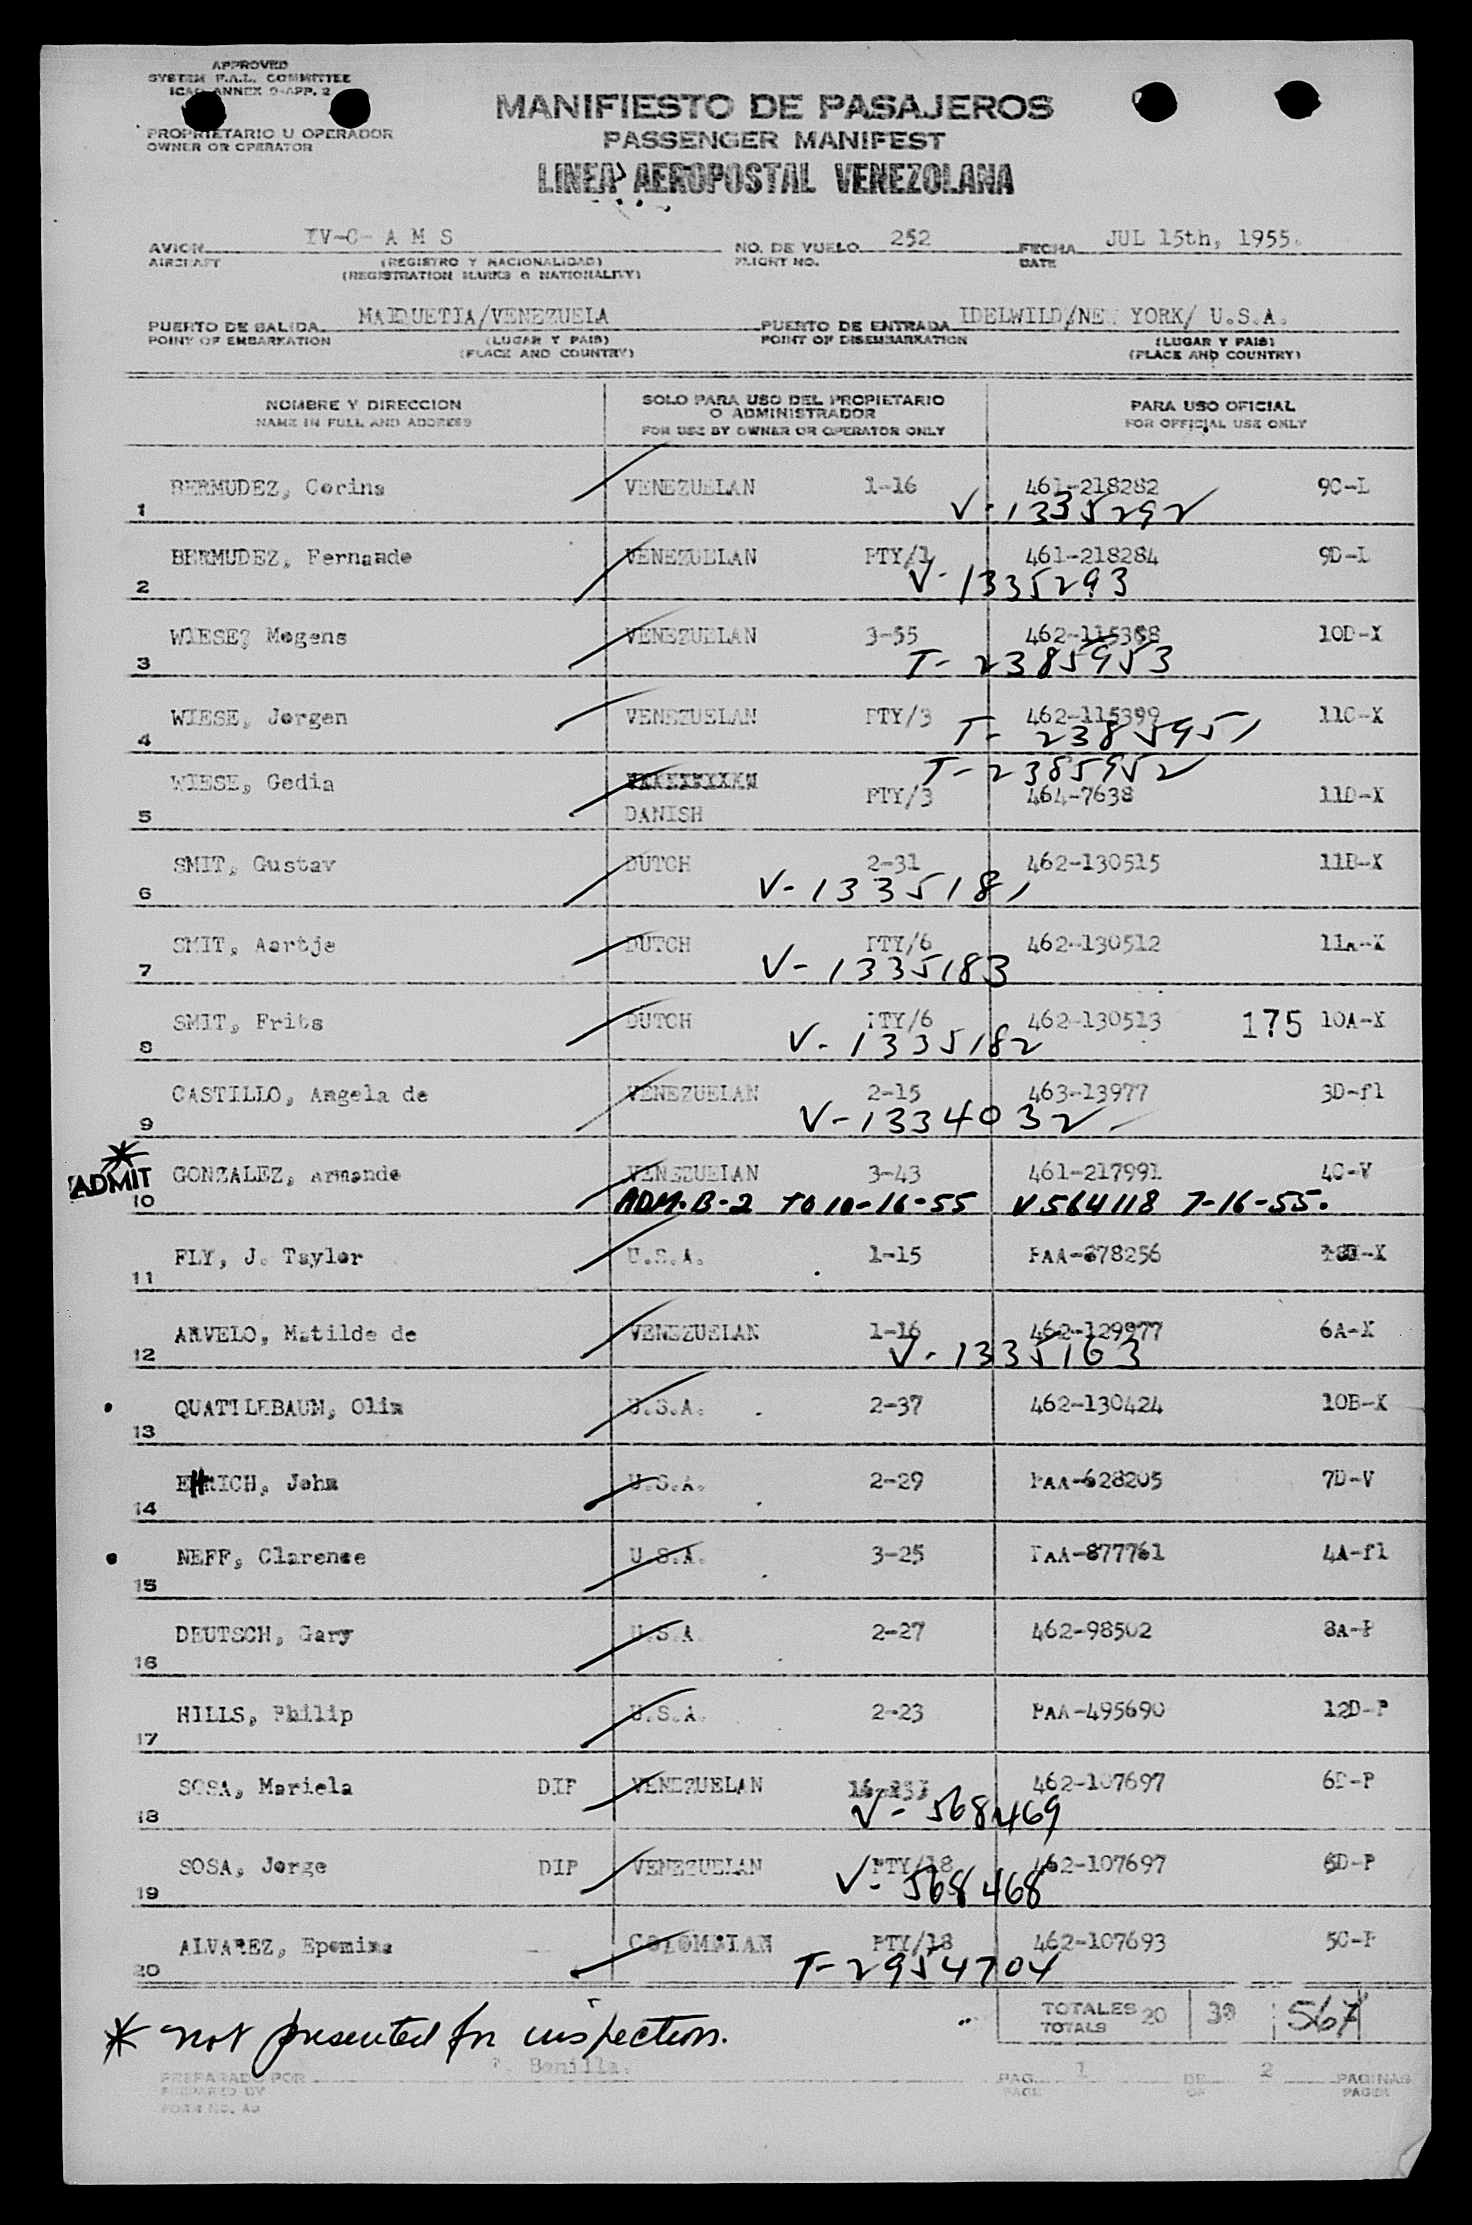 APPROVED
SYSTEM F.A.L. COMMITTEE
ICAO ANNEX 9-APP. 2
PROPRIETARIO U OPERADOR
OWNER OR OPERATOR
MANIFIESTO DE PASAJEROS
PASSENGER MANIFEST
LINEA AEROPOSTAL VENEZOLANA
AVION YV-C- A M S NO. DE VUELO 252 FECHA JUL 15th, 1955.
AIRCRAFT (REGISTRO Y NACIONALIDAD) FLIGHT NO. DATE
(REGISTRATION MARKS & NATIONALITY)
PUERTO DE SALIDA MAIQUETIA/VENEZUELA PUERTO DE ENTRADA IDELWILD/NEW YORK/ U.S.A.
POINT OF EMBARKATION (LUGAR Y PAIS) POINT OF DISEMBARKATION (LUGAR Y PAIS)
(PLACE AND COUNTRY) (PLACE AND COUNTRY)
NOMBRE Y DIRECCION SOLO PARA USO DEL PROPIETARIO O ADMINISTRADOR PARA USO OFICIAL
NAME IN FULL AND ADDRESS FOR USE BY OWNER OR OPERATOR ONLY FOR OFFICIAL USE ONLY
1 BERMUDEZ, Corina VENEZUELAN 1-16 461-218282 9C-L
V-1335292
2 BERMUDEZ, Fernando VENEZUELAN PTY/1 461-218284 9D-L
V-1335293
3 WIESE, Mogens VENEZUELAN 3-55 462-115368 10D-X
T-2385953
4 WIESE, Jorgen VENEZUELAN PTY/3 462-115399 11C-X
T-2385951
T-2385952
5 WIESE, Gedia DANISH PTY/3 464-7638 11D-X
6 SMIT, Gustav DUTCH 2-31 462-130515 11B-X
V-1335181
7 SMIT, Aartje DUTCH PTY/6 462-130512 11A-X
V-1335183
8 SMIT, Frits DUTCH PTY/6 462-130513 175 10A-X
V-1335182
9 CASTILLO, Angela de VENEZUELAN 2-15 463-13977 3D-fl
V-1334032
* ADMIT
10 GONZALEZ, Armando VENEZUELAN 3-43 461-217991 4C-V
ADM. B-2 TO 10-16-55 V564118 7-16-55.
11 FLY, J. Taylor U.S.A. 1-15 PAA-878256
12 ARVELO, Matilde de VENEZUELAN 1-16 462-129977 6A-X
V-1335163
13 QUATTLEBAUM, Olin U.S.A. 2-37 462-130424 10B-X
14 EHRICH, John U.S.A. 2-29 PAA-628205 7D-V
15 NEFF, Clarence U.S.A. 3-25 PAA-877761 4A-fl
16 DEUTSCH, Gary U.S.A. 2-27 462-98502 8A-P
17 HILLS, Philip U.S.A. 2-23 PAA-495690 12D-P
18 SOSA, Mariela DIP VENEZUELAN 462-107697 6D-P
V-568469
19 SOSA, Jorge DIP VENEZUELAN PTY/18 462-107697 6D-P
V-568468
20 ALVAREZ, Epomina COLOMBIAN PTY/18 462-107693 5C-P
T-2954704
TOTALES 20 39 567
TOTALS
* not presented for inspection.
PREPARADO POR Bonilla. PAG. 1 DE 2 PAGINAS
PREPARED BY PAGE OF PAGES
FORM NO. A9